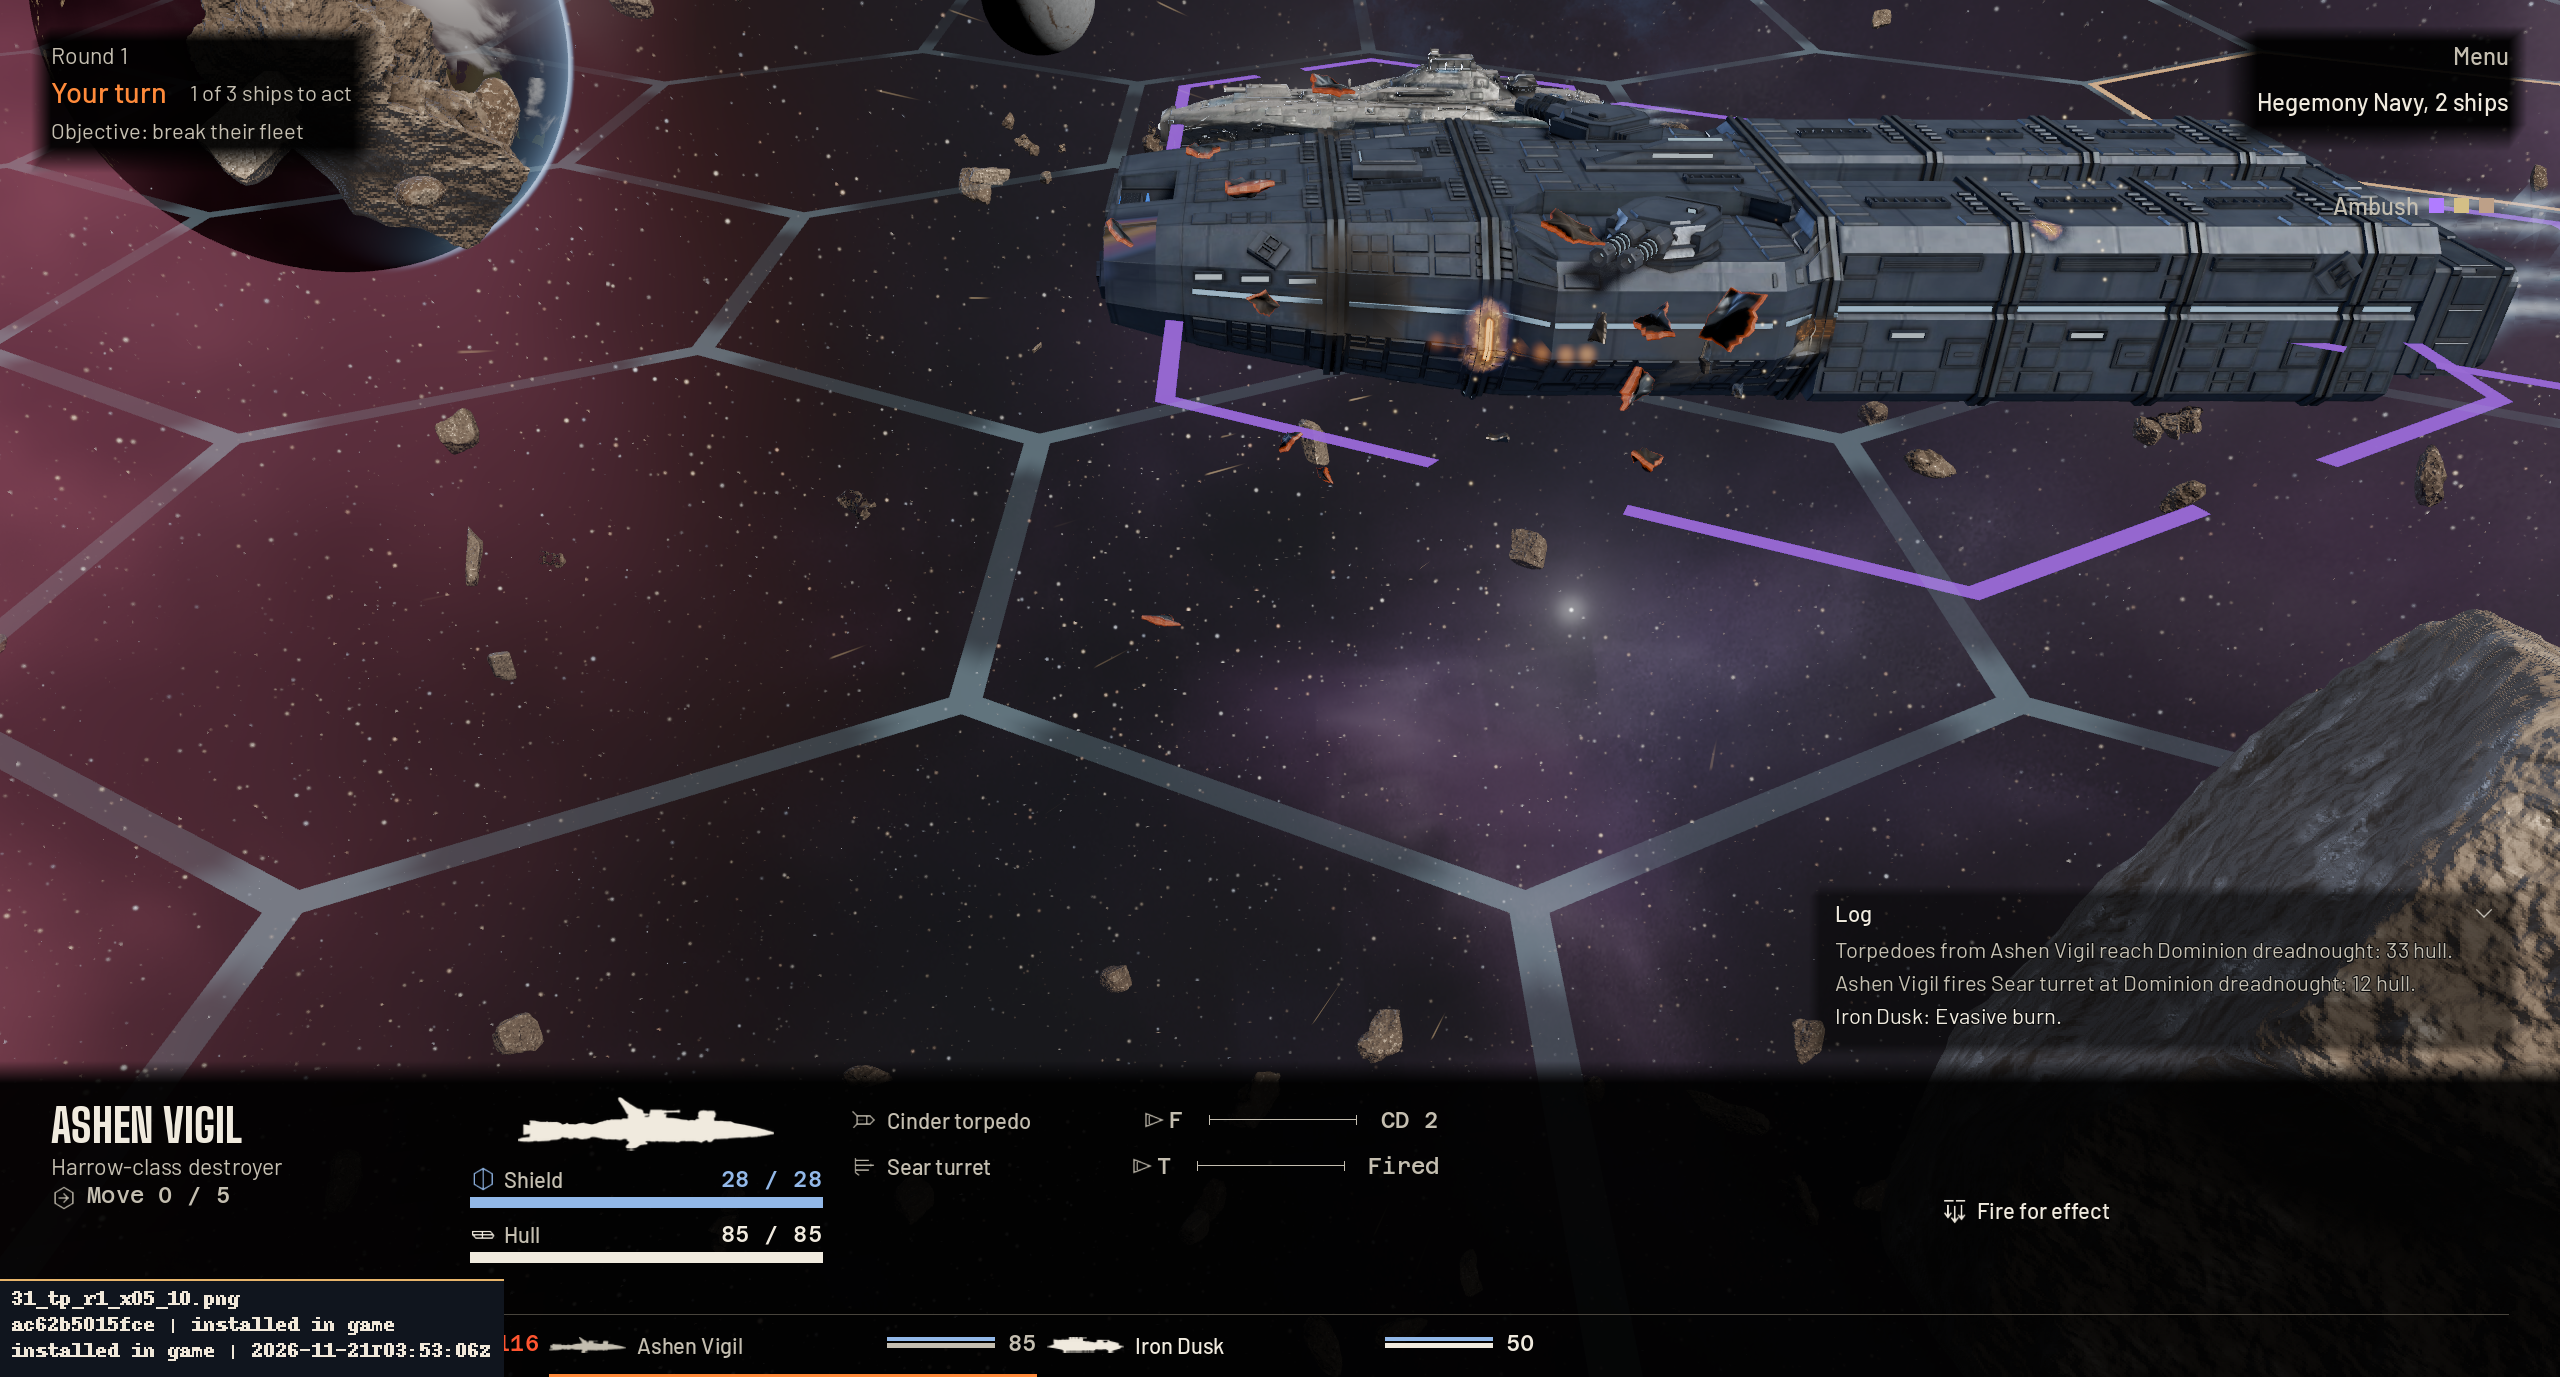 Round 1
Your turn 1 of 3 ships to act
Objective: break their fleet
Menu
Hegemony Navy, 2 ships
Ambush
Log
Torpedoes from Ashen Vigil reach Dominion dreadnought: 33 hull.
Ashen Vigil fires Sear turret at Dominion dreadnought: 12 hull.
Iron Dusk: Evasive burn.
ASHEN VIGIL
Harrow-class destroyer
Move 0 / 5
Shield 28 / 28
Hull 85 / 85
Cinder torpedo F CD 2
Sear turret T Fired
Fire for effect
31_tp_r1_x05_10.png
ac62b5015fce | installed in game
installed in game | 2026-11-21T03:53:06Z
116 Ashen Vigil 85 Iron Dusk 50